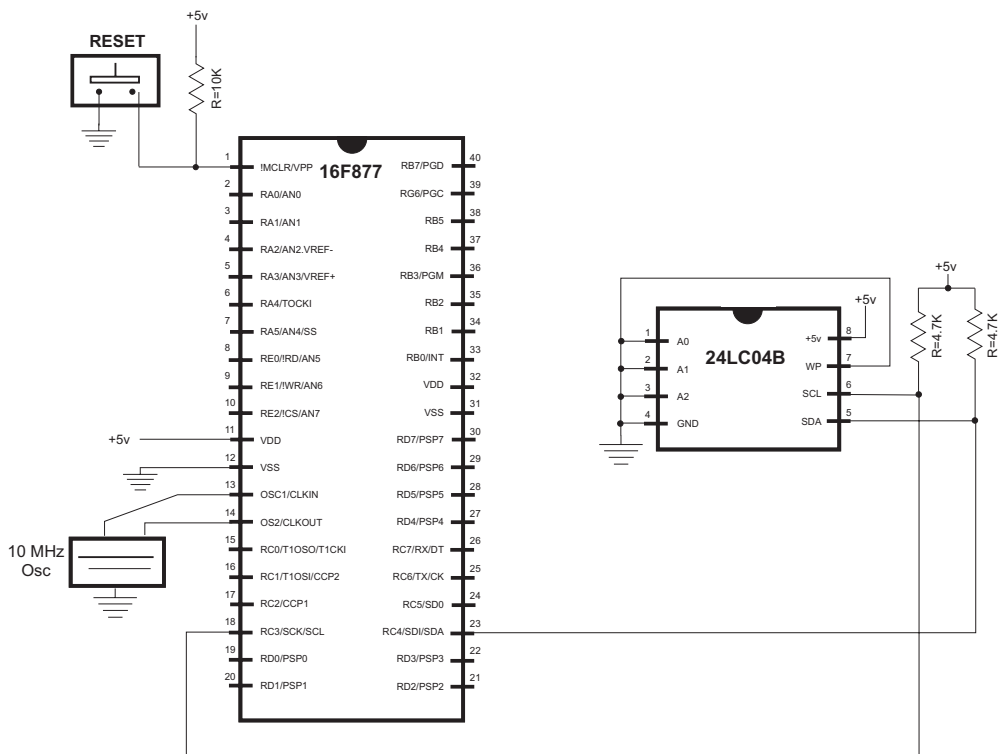 +5v
RESET
R=10K
16F877
1 !MCLR/VPP
2 RA0/AN0
3 RA1/AN1
4 RA2/AN2.VREF-
5 RA3/AN3/VREF+
6 RA4/TOCKI
7 RA5/AN4/SS
8 RE0/!RD/AN5
9 RE1/!WR/AN6
10 RE2/!CS/AN7
+5v 11 VDD
12 VSS
13 OSC1/CLKIN
14 OS2/CLKOUT
15 RC0/T1OSO/T1CKI
16 RC1/T1OSI/CCP2
17 RC2/CCP1
18 RC3/SCK/SCL
19 RD0/PSP0
20 RD1/PSP1
10 MHz
Osc
RB7/PGD 40
RG6/PGC 39
RB5 38
RB4 37
RB3/PGM 36
RB2 35
RB1 34
RB0/INT 33
VDD 32
VSS 31
RD7/PSP7 30
RD6/PSP6 29
RD5/PSP5 28
RD4/PSP4 27
RC7/RX/DT 26
RC6/TX/CK 25
RC5/SD0 24
RC4/SDI/SDA 23
RD3/PSP3 22
RD2/PSP2 21
24LC04B
1 A0
2 A1
3 A2
4 GND
+5v 8
WP 7
SCL 6
SDA 5
+5v
+5v
R=4.7K
R=4.7K